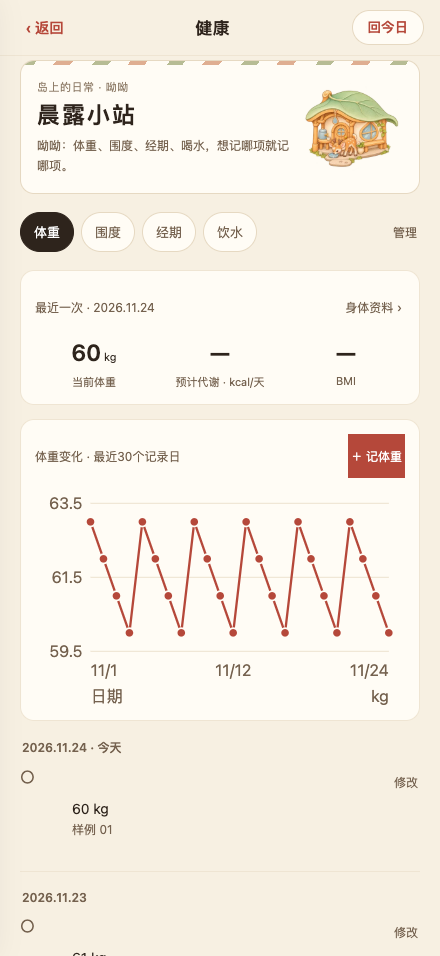 ‹ 返回
健康
回今日
岛上的日常 · 呦呦
晨露小站
呦呦：体重、围度、经期、喝水，想记哪项就记
哪项。
体重
围度
经期
饮水
管理
最近一次 · 2026.11.24
身体资料 ›
60 kg
—
—
当前体重
预计代谢 · kcal/天
BMI
体重变化 · 最近30个记录日
+ 记体重
63.5
61.5
59.5
11/1
11/12
11/24
日期
kg
2026.11.24 · 今天
修改
60 kg
样例 01
2026.11.23
修改
61 kg